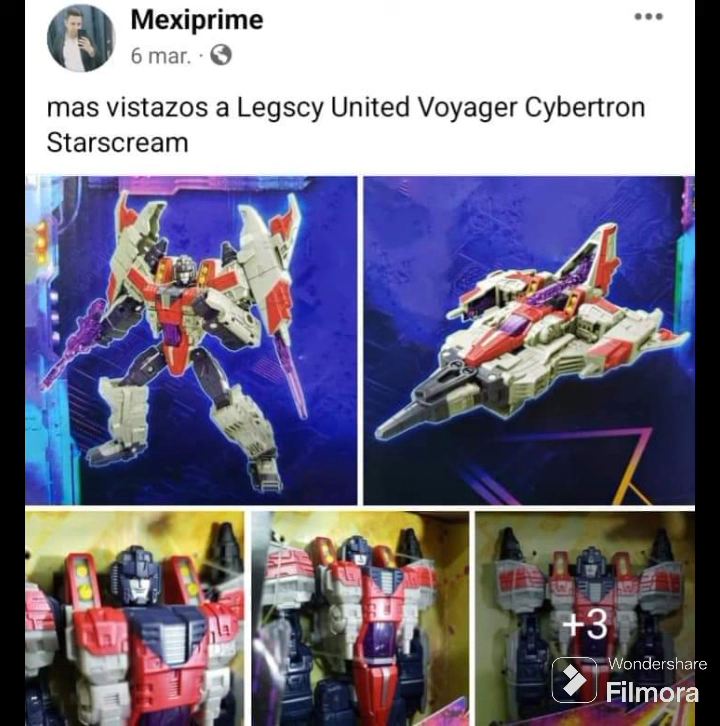 Mexiprime
6 mar. ·
mas vistazos a Legscy United Voyager Cybertron
Starscream
+3
Wondershare
Filmora